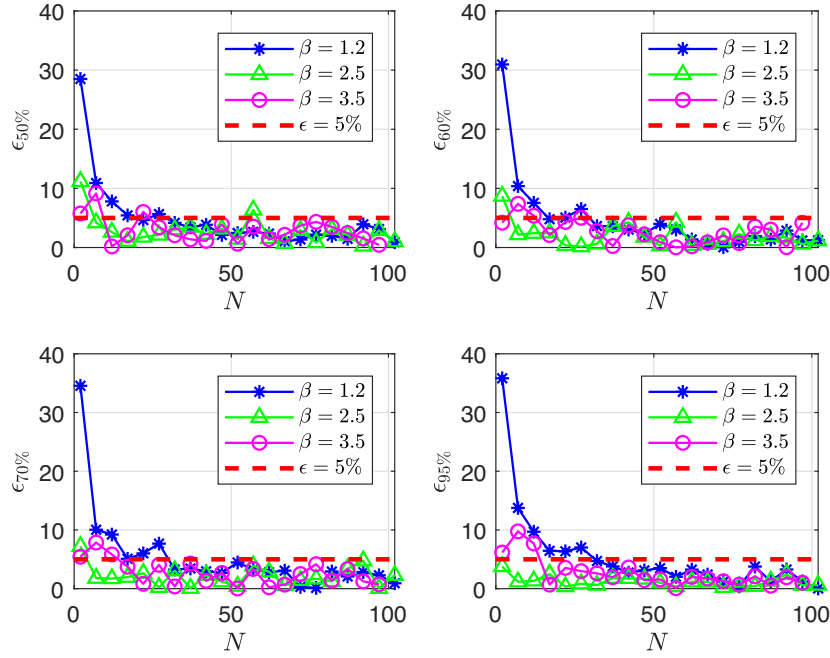 40
30
20
10
0
ϵ50%
β = 1.2
β = 2.5
β = 3.5
ϵ = 5%
0 50 100
N
40
30
20
10
0
ϵ60%
β = 1.2
β = 2.5
β = 3.5
ϵ = 5%
0 50 100
N
40
30
20
10
0
ϵ70%
β = 1.2
β = 2.5
β = 3.5
ϵ = 5%
0 50 100
N
40
30
20
10
0
ϵ95%
β = 1.2
β = 2.5
β = 3.5
ϵ = 5%
0 50 100
N